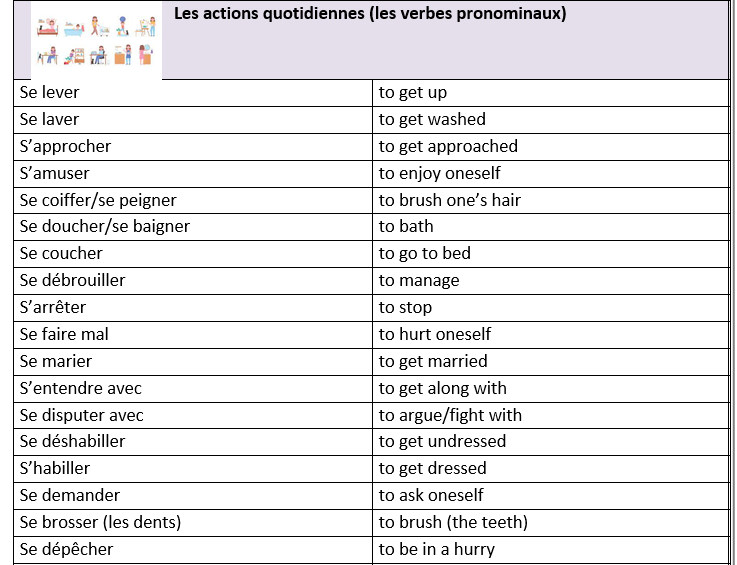 Les actions quotidiennes (les verbes pronominaux)
Se lever to get up
Se laver to get washed
S’approcher to get approached
S’amuser to enjoy oneself
Se coiffer/se peigner to brush one’s hair
Se doucher/se baigner to bath
Se coucher to go to bed
Se débrouiller to manage
S’arrêter to stop
Se faire mal to hurt oneself
Se marier to get married
S’entendre avec to get along with
Se disputer avec to argue/fight with
Se déshabiller to get undressed
S’habiller to get dressed
Se demander to ask oneself
Se brosser (les dents) to brush (the teeth)
Se dépêcher to be in a hurry